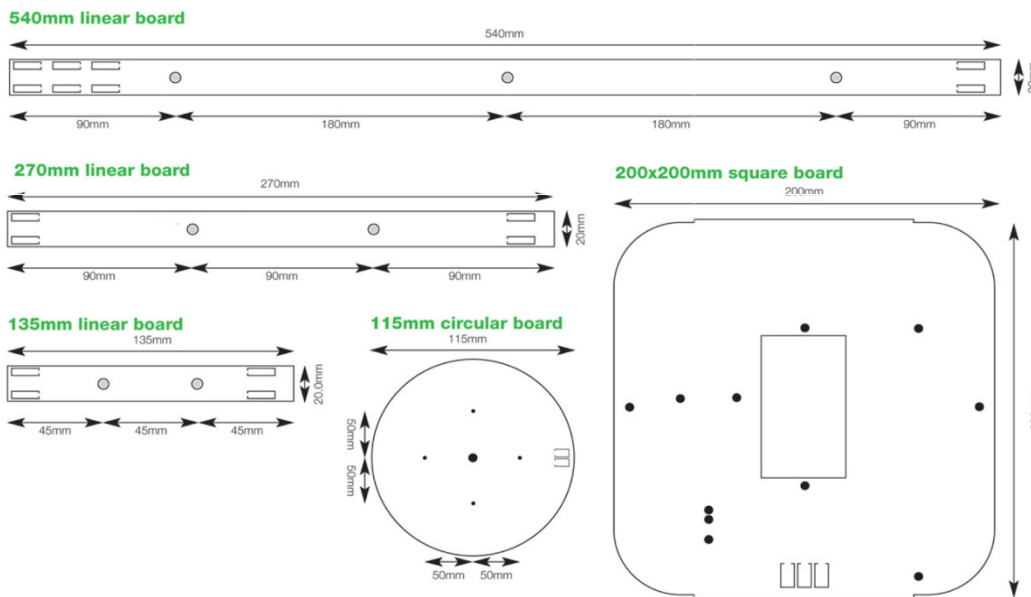 540mm linear board
540mm
90mm
180mm
180mm
90mm
270mm linear board
270mm
20mm
90mm
90mm
90mm
200x200mm square board
200mm
135mm linear board
135mm
20.0mm
45mm
45mm
45mm
115mm circular board
115mm
50mm
50mm
50mm
50mm